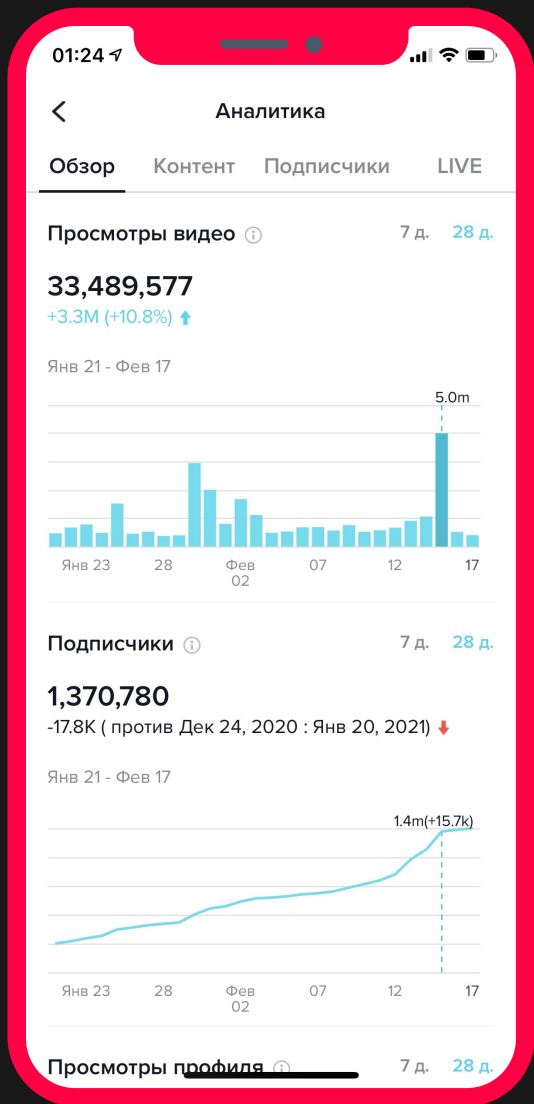 01:24
Аналитика
Обзор Контент Подписчики LIVE
Просмотры видео 7 д. 28 д.
33,489,577
+3.3M (+10.8%)
Янв 21 - Фев 17
5.0m
Янв 23 28 Фев 02 07 12 17
Подписчики 7 д. 28 д.
1,370,780
-17.8K ( против Дек 24, 2020 : Янв 20, 2021)
Янв 21 - Фев 17
1.4m(+15.7k)
Янв 23 28 Фев 02 07 12 17
Просмотры профиля 7 д. 28 д.